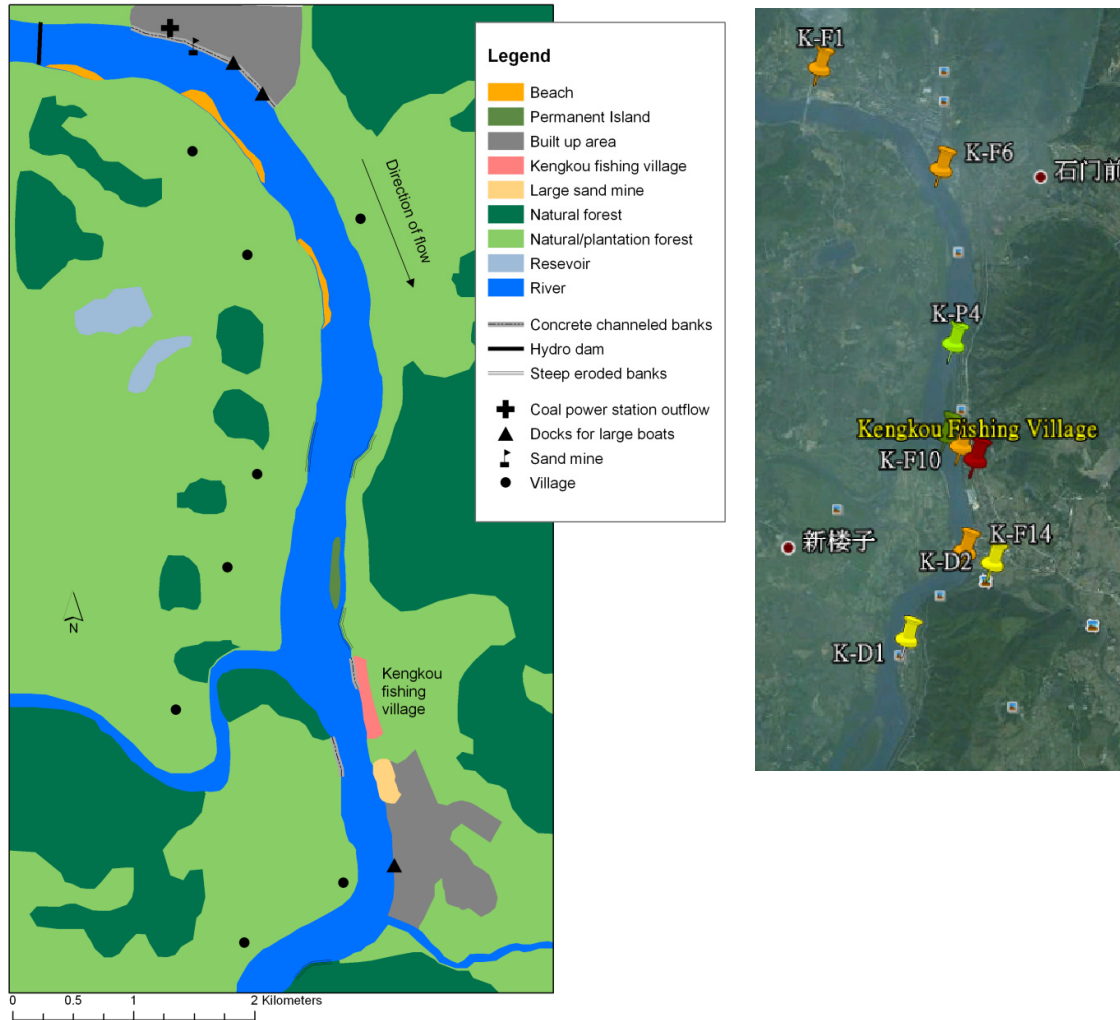 Legend
Beach
Permanent Island
Built up area
Kengkou fishing village
Large sand mine
Natural forest
Natural/plantation forest
Resevoir
River
Concrete channeled banks
Hydro dam
Steep eroded banks
Coal power station outflow
Docks for large boats
Sand mine
Village
Direction of flow
N
Kengkou
fishing
village
0 0.5 1 2 Kilometers
K-F1
K-F6
石门前
K-P4
Kengkou Fishing Village
K-F10
新楼子
K-F14
K-D2
K-D1